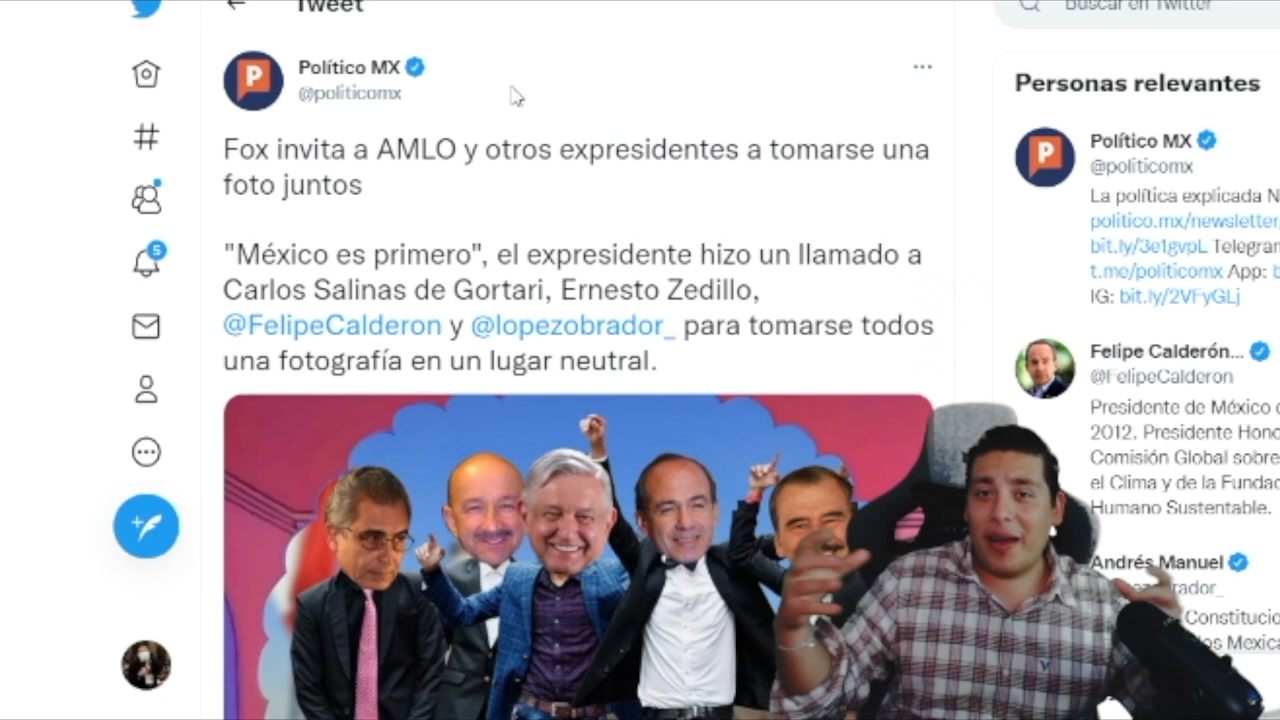 Tweet
Buscar en Twitter
Político MX
@politicomx
Fox invita a AMLO y otros expresidentes a tomarse una
foto juntos
"México es primero", el expresidente hizo un llamado a
Carlos Salinas de Gortari, Ernesto Zedillo,
@FelipeCalderon y @lopezobrador_ para tomarse todos
una fotografía en un lugar neutral.
5
Personas relevantes
Político MX
@politicomx
La política explicada
politico.mx/newsletter
bit.ly/3e1gvpL Telegram
t.me/politicomx App:
IG: bit.ly/2VFyGLj
Felipe Calderón...
@FelipeCalderon
Presidente de México
2012. Presidente
Comisión Global sobre
el Clima y de la
Humano Sustentable.
Andrés Manuel